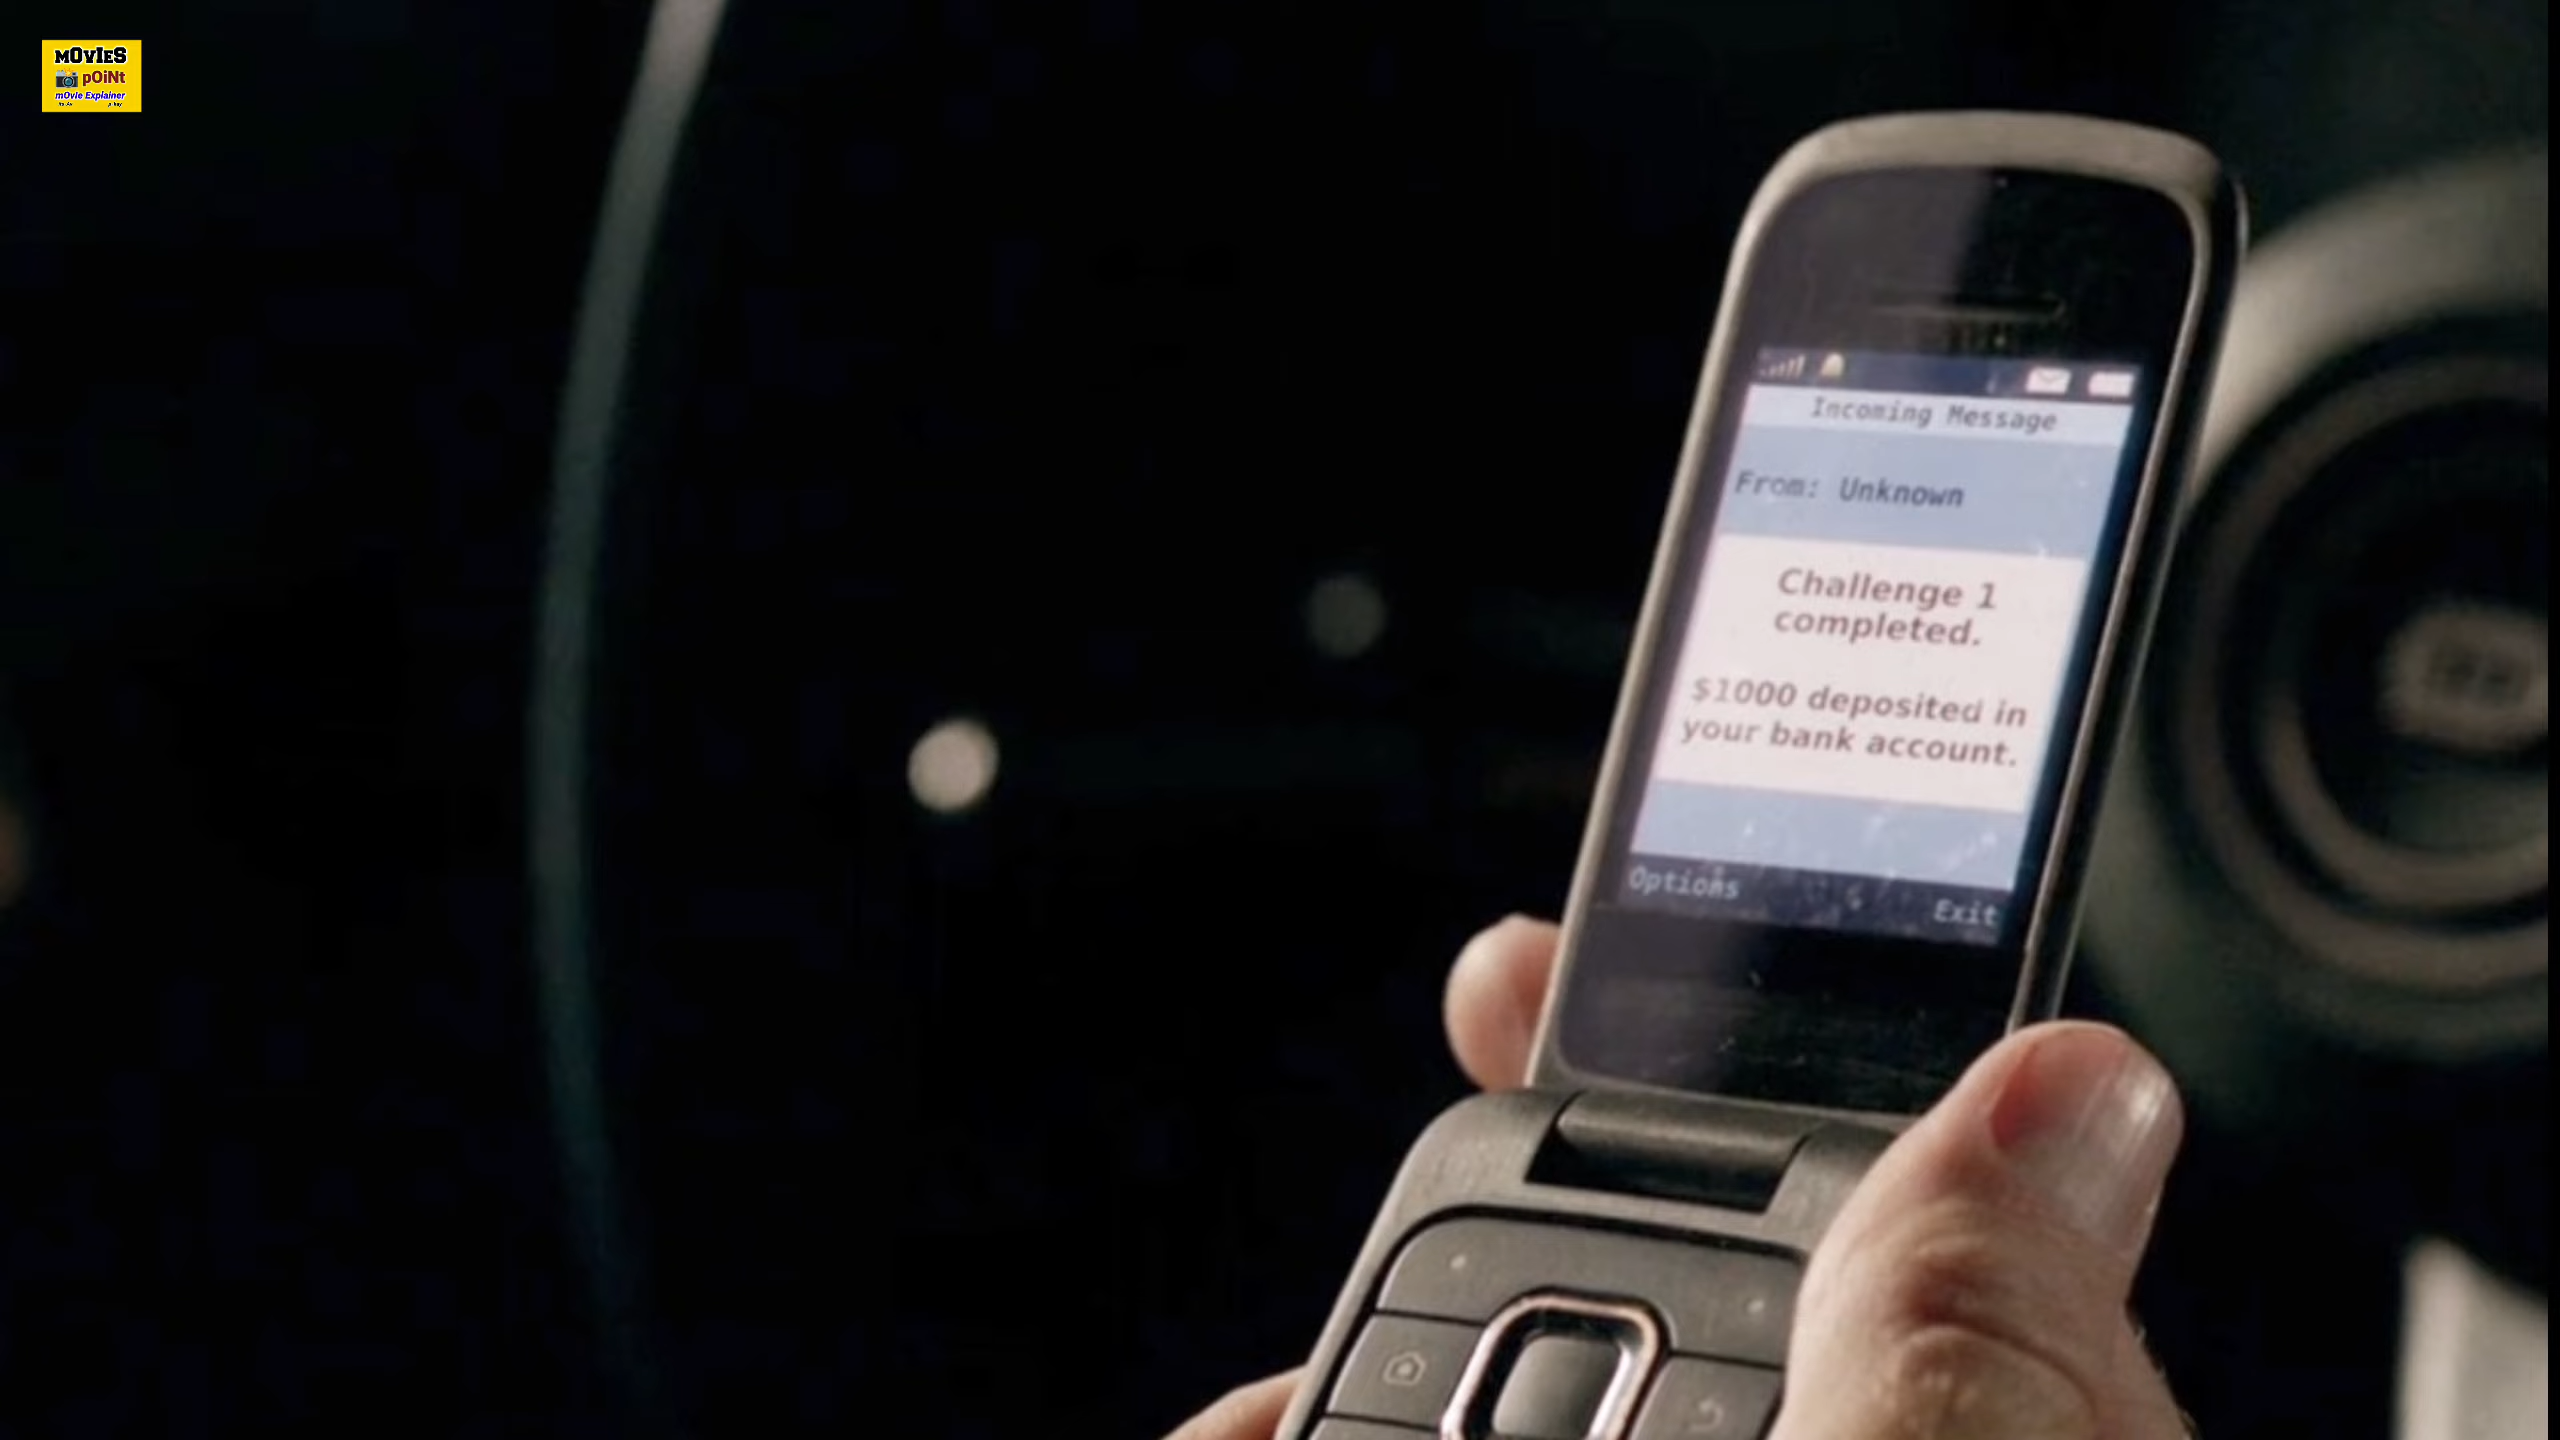 MOvIES
pOiNt
mOvIe Explainer
Incoming Message
From: Unknown
Challenge 1
completed.
$1000 deposited in
your bank account.
Options
Exit